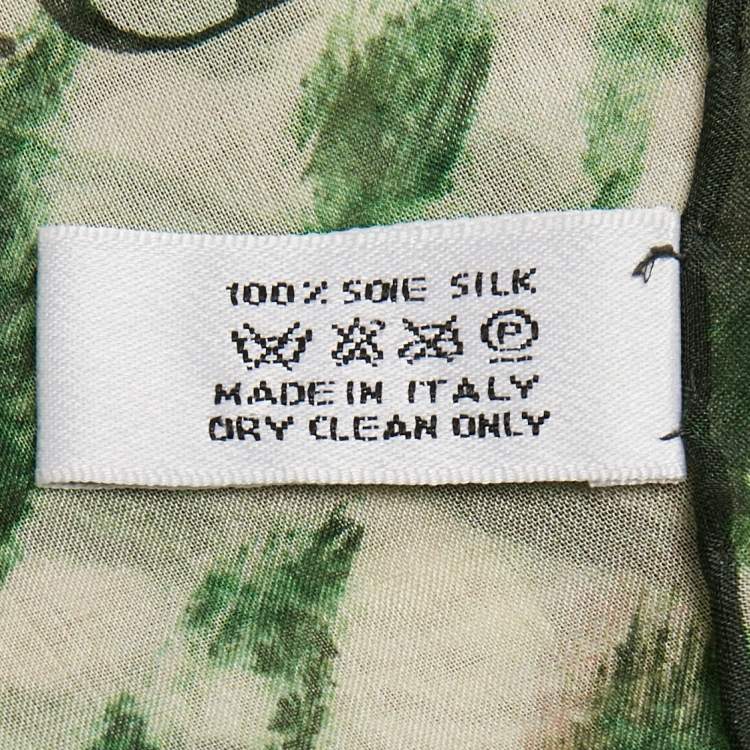 100% SOIE SILK
P
MADE IN ITALY
DRY CLEAN ONLY